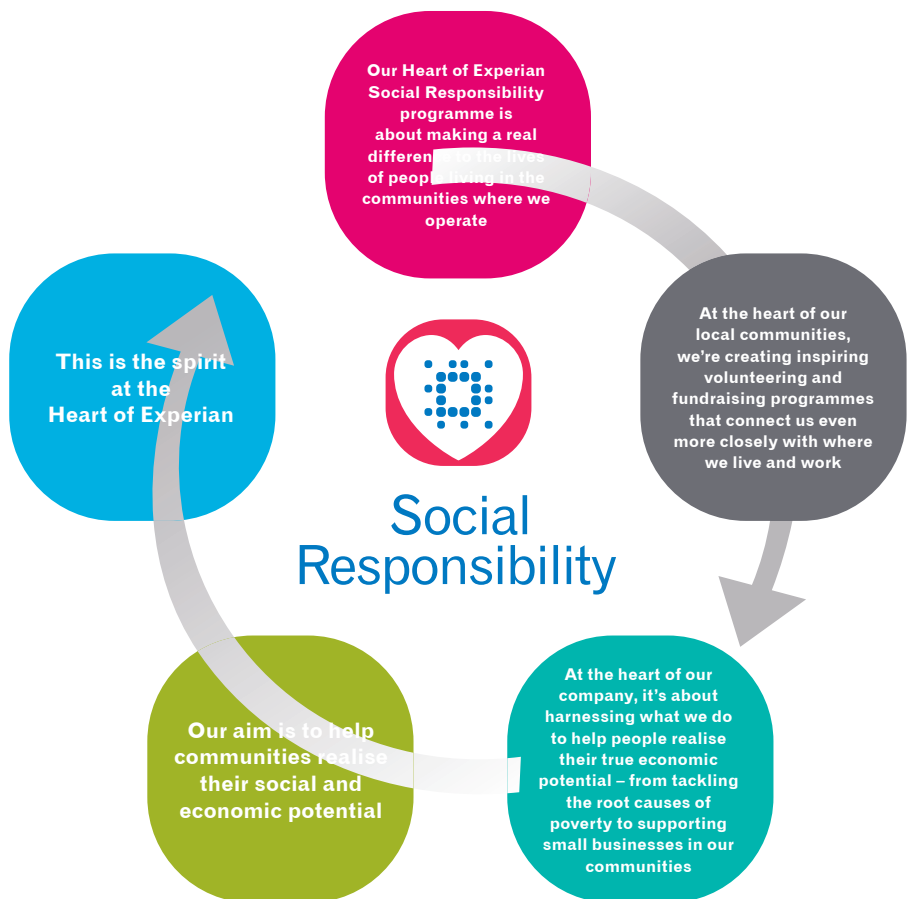 Our Heart of Experian
Social Responsibility
programme is
about making a real
difference to the lives
of people living in the
communities where we
operate
At the heart of our
local communities,
we're creating inspiring
volunteering and
fundraising programmes
that connect us even
more closely with where
we live and work
At the heart of our
company, it's about
harnessing what we do
to help people realise
their true economic
potential – from tackling
the root causes of
poverty to supporting
small businesses in our
communities
Our aim is to help
communities realise
their social and
economic potential
This is the spirit
at the
Heart of Experian
Social
Responsibility